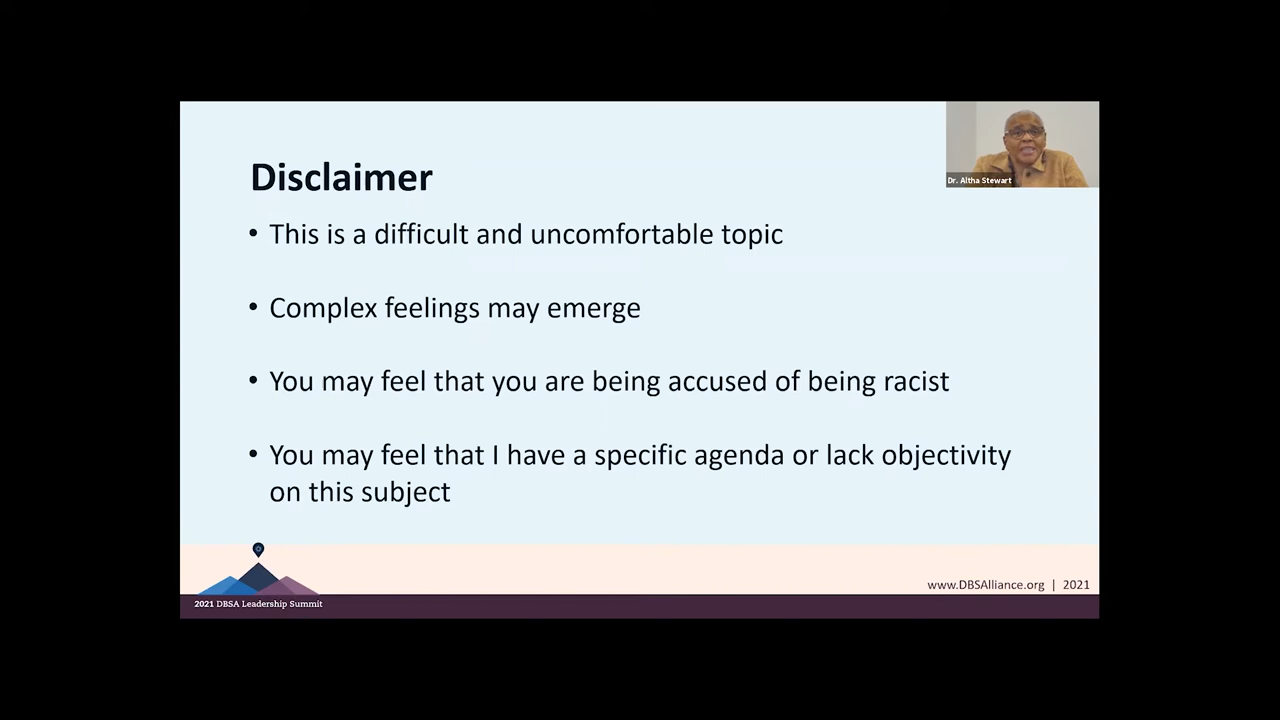 Disclaimer
Dr. Altha Stewart
• This is a difficult and uncomfortable topic
• Complex feelings may emerge
• You may feel that you are being accused of being racist
• You may feel that I have a specific agenda or lack objectivity
on this subject
www.DBSAlliance.org | 2021
2021 DBSA Leadership Summit